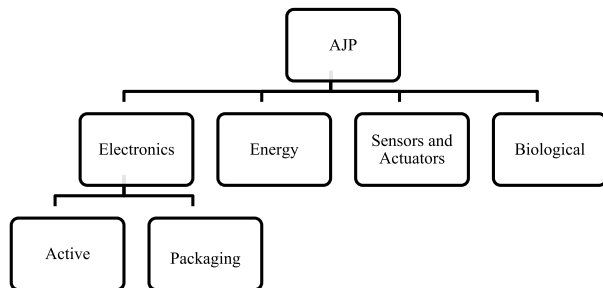 AJP
Electronics
Energy
Sensors and
Actuators
Biological
Active
Packaging